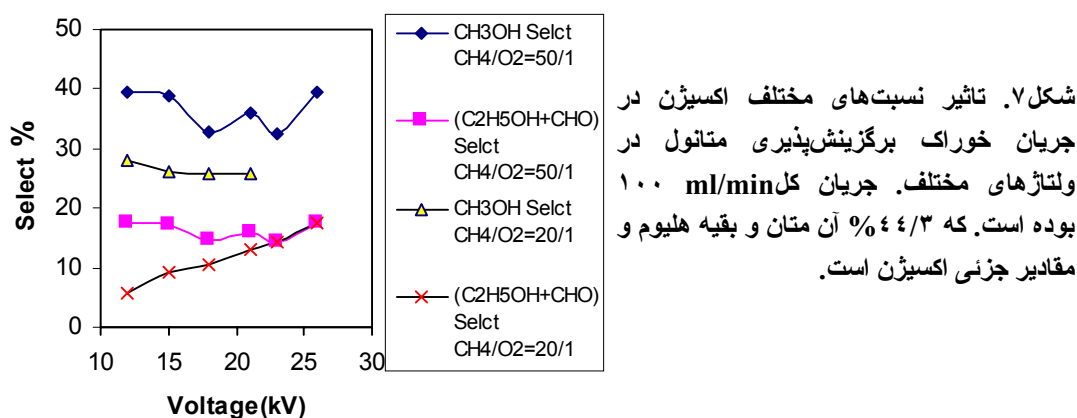 50
40
30
20
10
0
Select %
10 15 20 25 30
Voltage(kV)
CH3OH Selct
CH4/O2=50/1
(C2H5OH+CHO)
Selct
CH4/O2=50/1
CH3OH Selct
CH4/O2=20/1
(C2H5OH+CHO)
Selct
CH4/O2=20/1
شکل۷. تاثیر نسبت‌های مختلف اکسیژن در
جریان خوراک برگزینش‌پذیری متانول در
ولتاژهای مختلف. جریان کلml/min ۱۰۰
بوده است. که ۴۴/۳% آن متان و بقیه هلیوم و
مقادیر جزئی اکسیژن است.